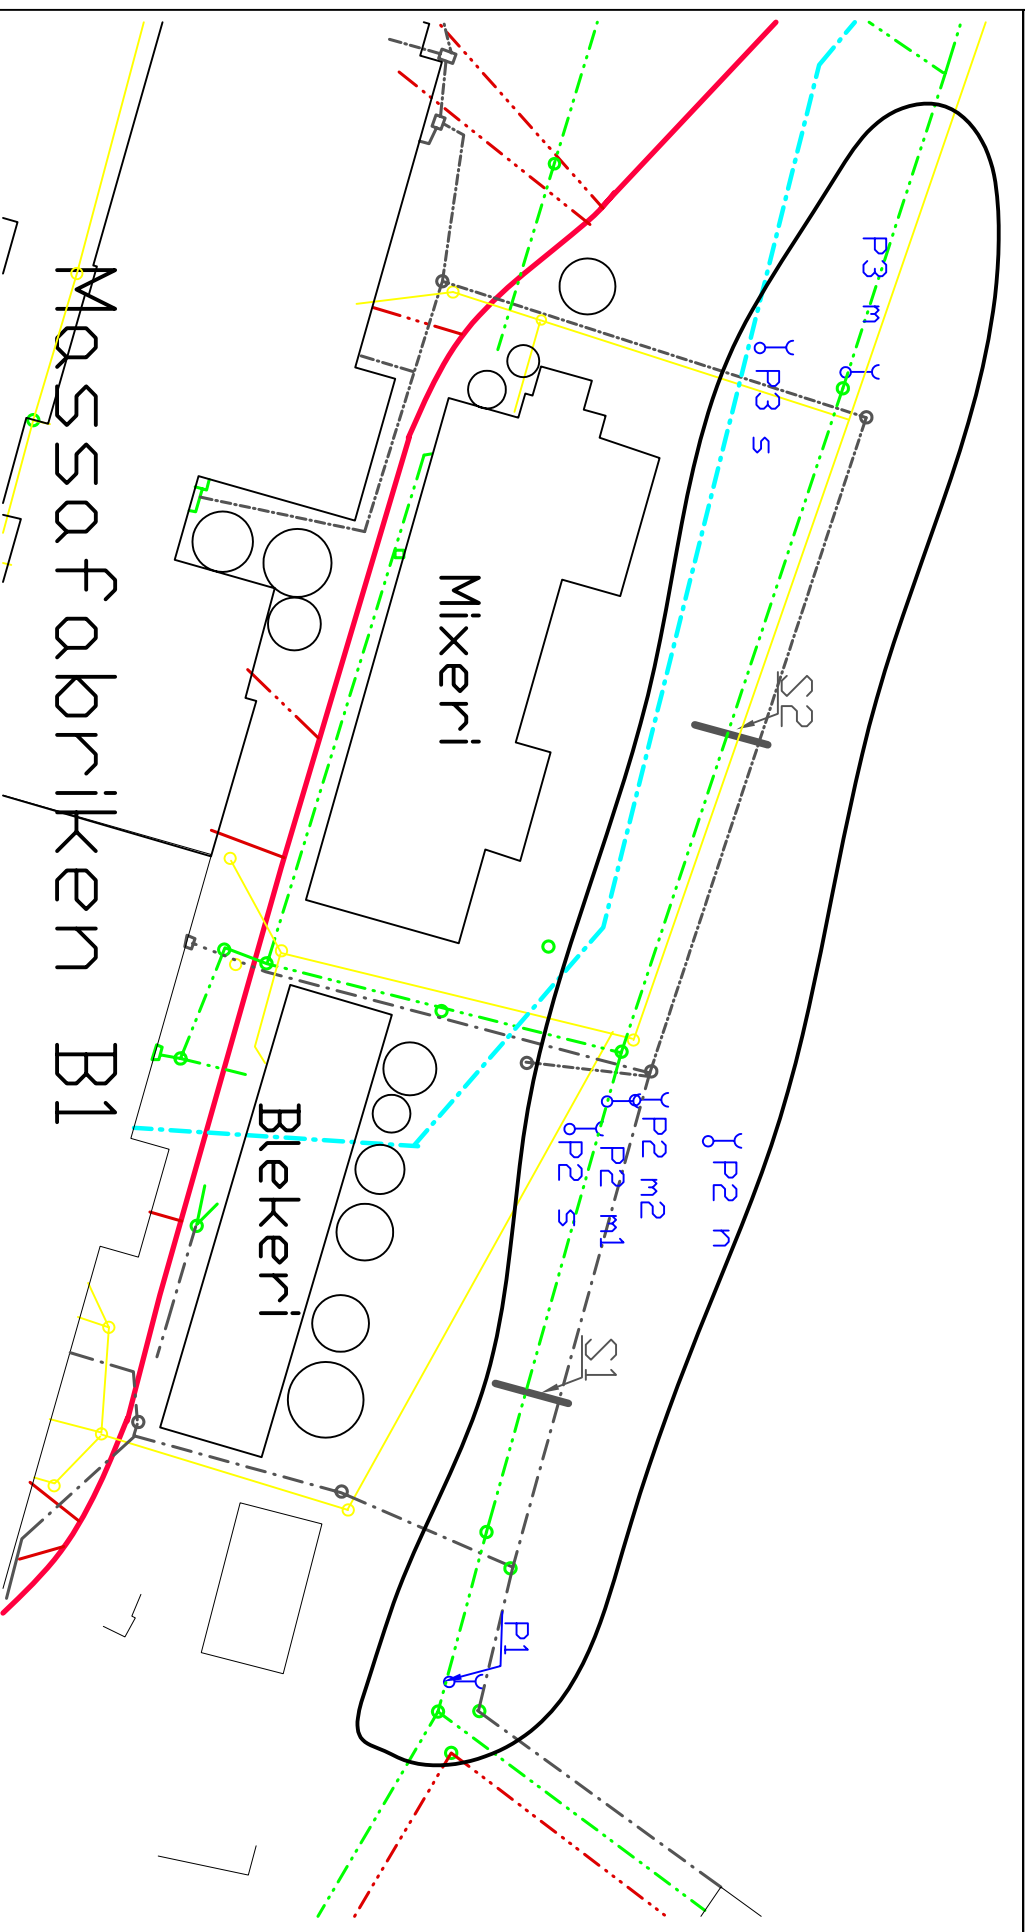 Massafabriken B1
Mixeri
Blekeri
P3 m
P3 s
S2
P2 n
P2 m2
P2 m1
P2 s
S1
P1